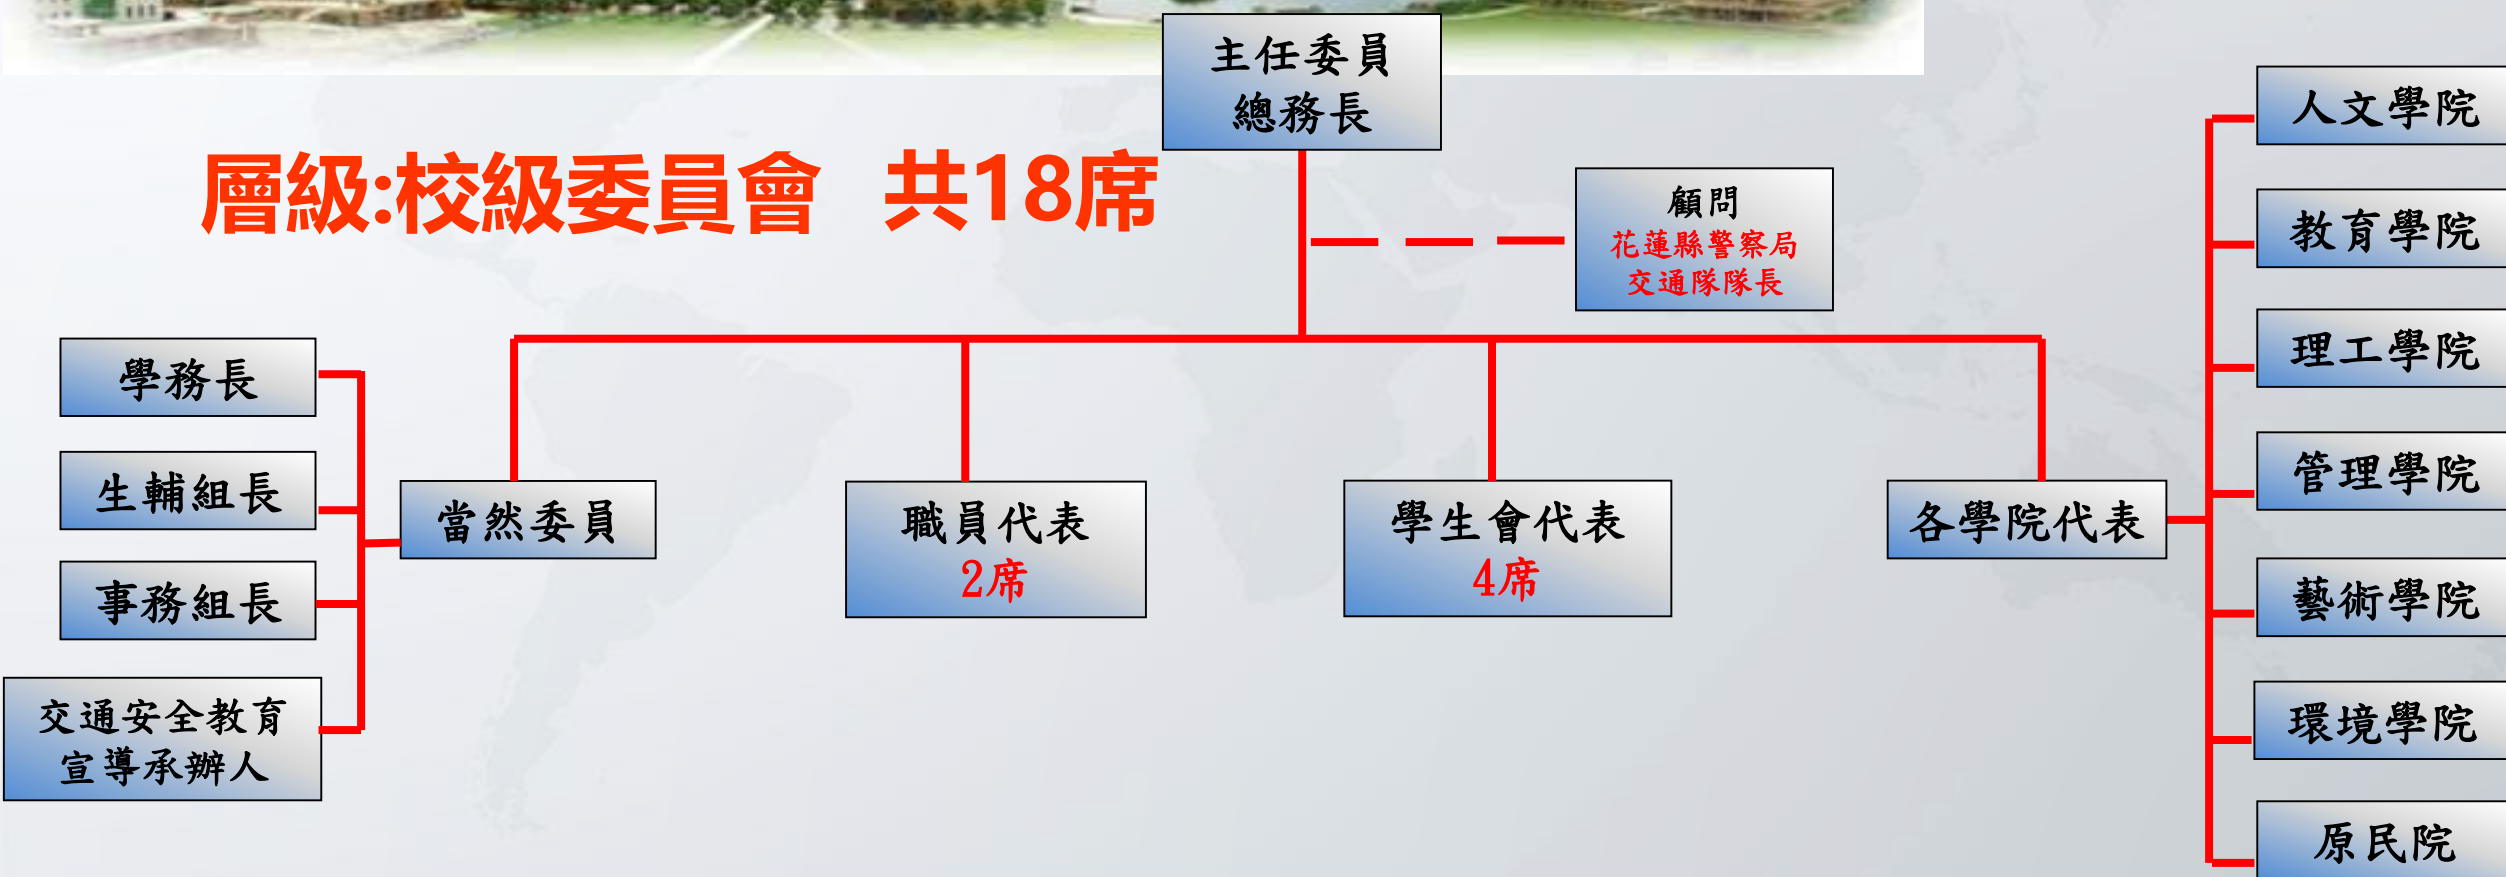 主任委員
總務長
層級:校級委員會 共18席
顧問
花蓮縣警察局
交通隊隊長
學務長
生輔組長
事務組長
交通安全教育
宣導承辦人
當然委員
職員代表
2席
學生會代表
4席
各學院代表
人文學院
教育學院
理工學院
管理學院
藝術學院
環境學院
原民院